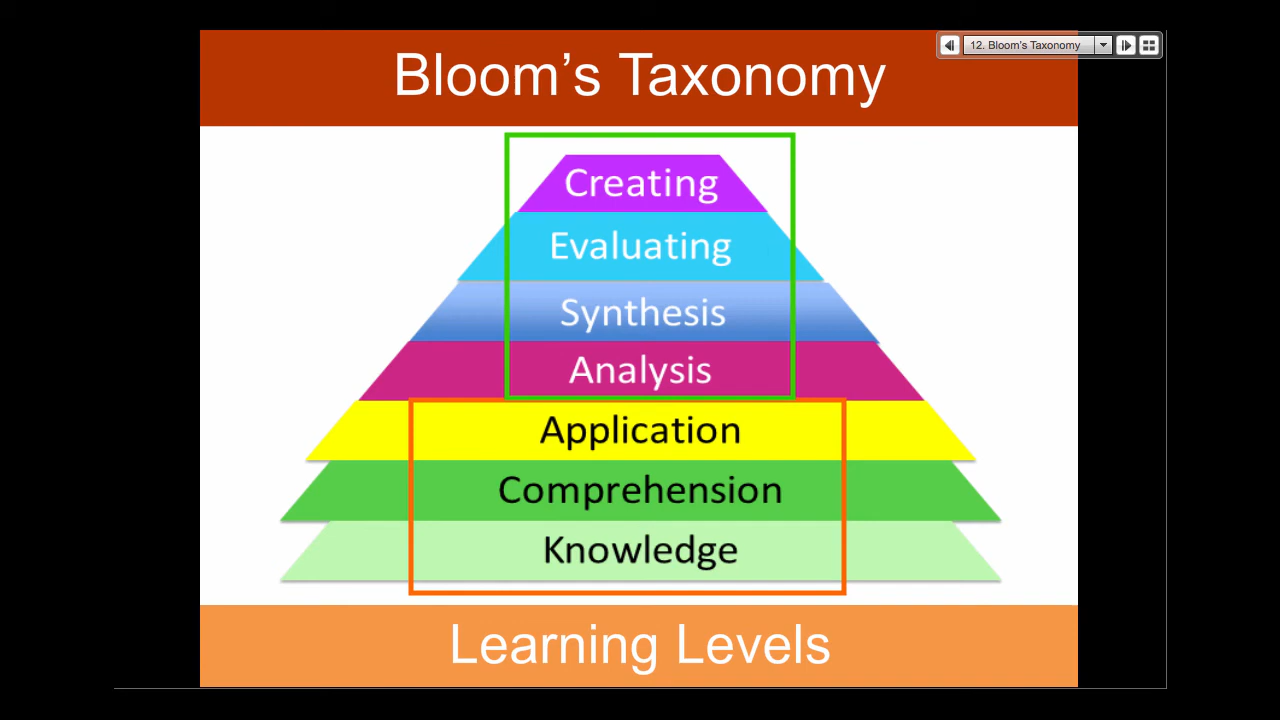 12. Bloom's Taxonomy
Bloom’s Taxonomy
Creating
Evaluating
Synthesis
Analysis
Application
Comprehension
Knowledge
Learning Levels